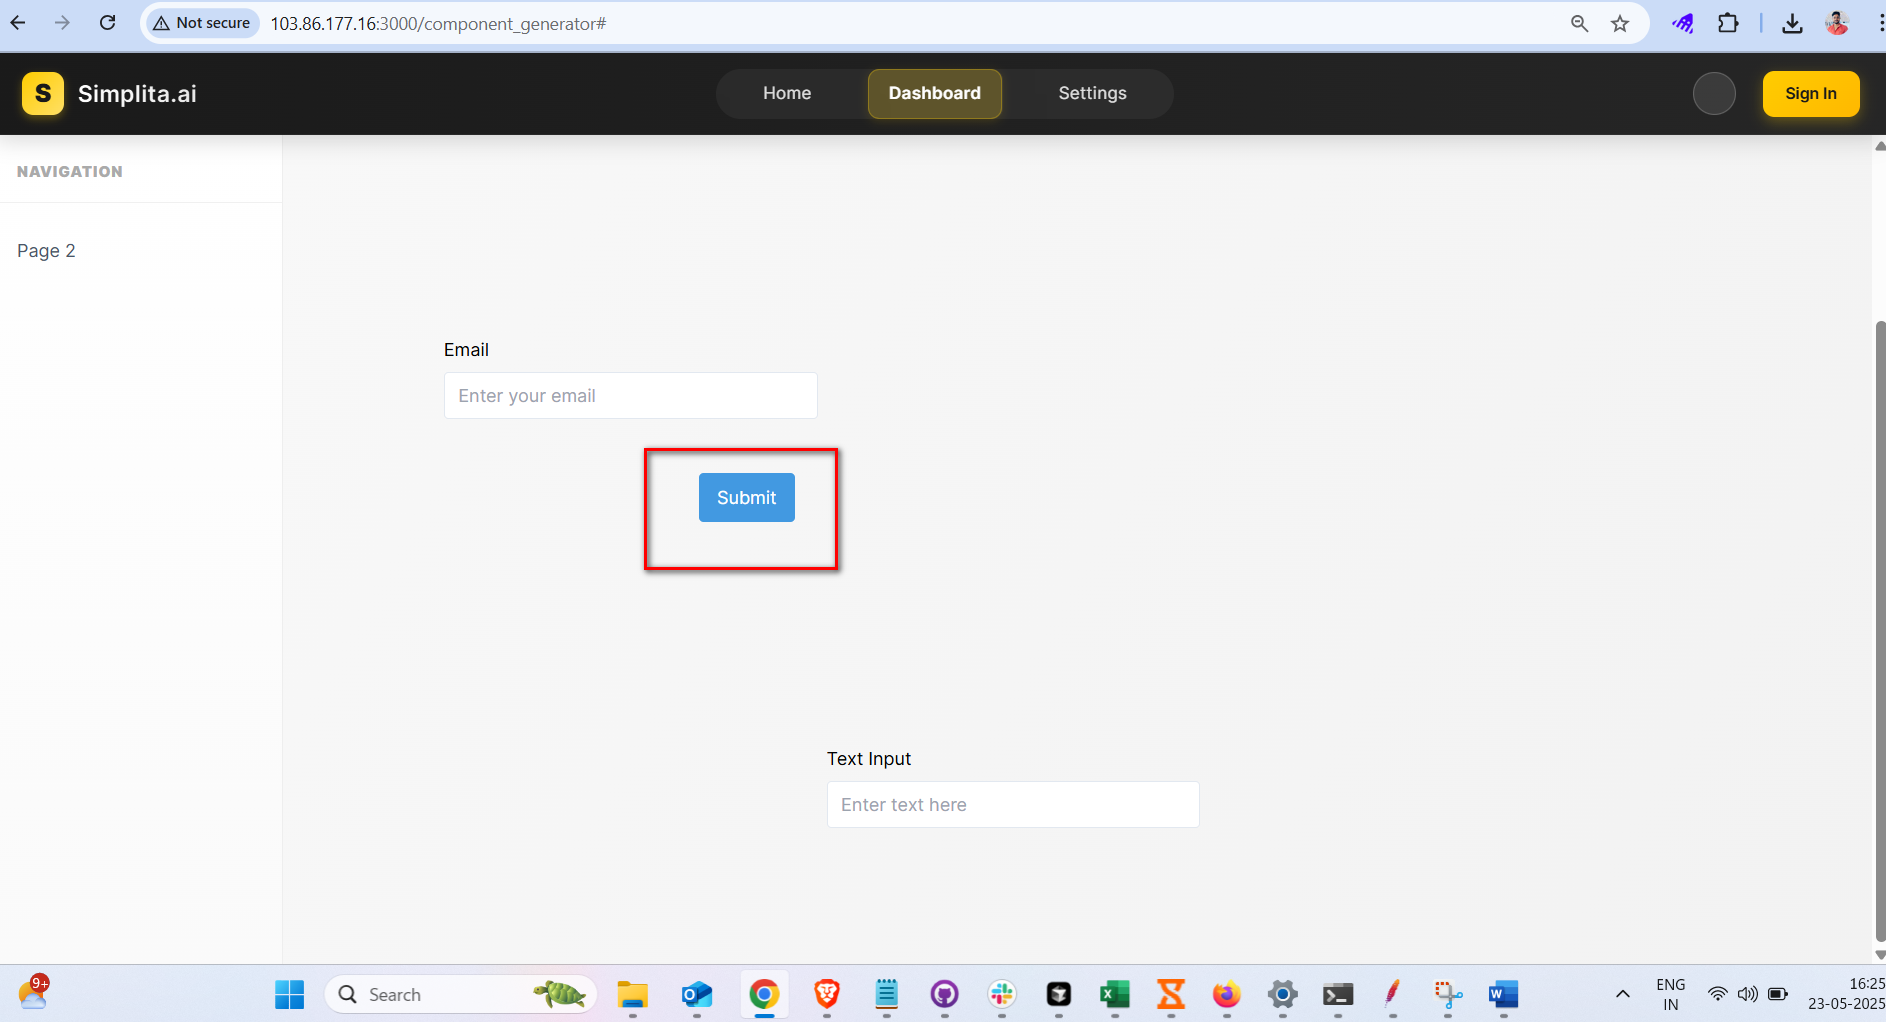 Not secure
103.86.177.16:3000/component_generator#
S
Simplita.ai
Home
Dashboard
Settings
Sign In
NAVIGATION
Page 2
Email
Enter your email
Submit
Text Input
Enter text here
9+
Search
ENG
IN
16:25
23-05-2025